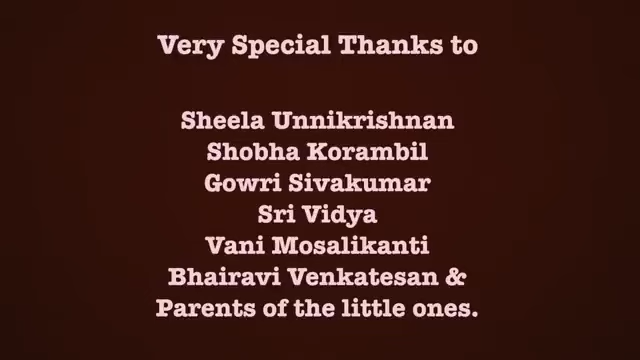 Very Special Thanks to
Sheela Unnikrishnan
Shobha Korambil
Gowri Sivakumar
Sri Vidya
Vani Mosalikanti
Bhairavi Venkatesan &
Parents of the little ones.